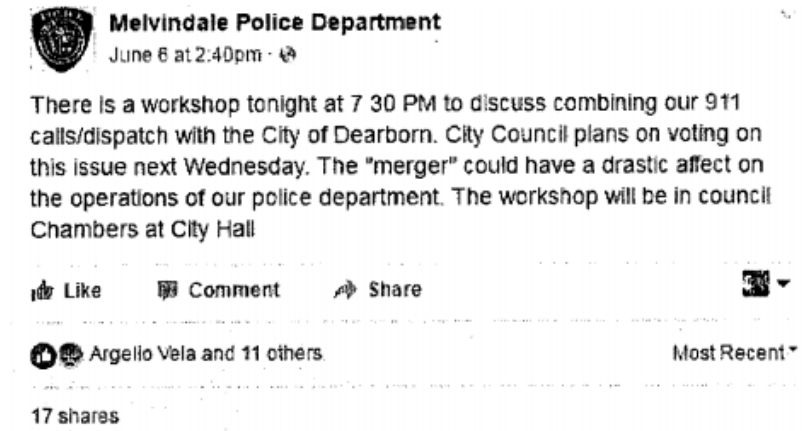 Melvindale Police Department
June 6 at 2:40pm ·
There is a workshop tonight at 7 30 PM to discuss combining our 911
calls/dispatch with the City of Dearborn. City Council plans on voting on
this issue next Wednesday. The "merger" could have a drastic affect on
the operations of our police department. The workshop will be in council
Chambers at City Hall
Like Comment Share
Argelio Vela and 11 others Most Recent
17 shares